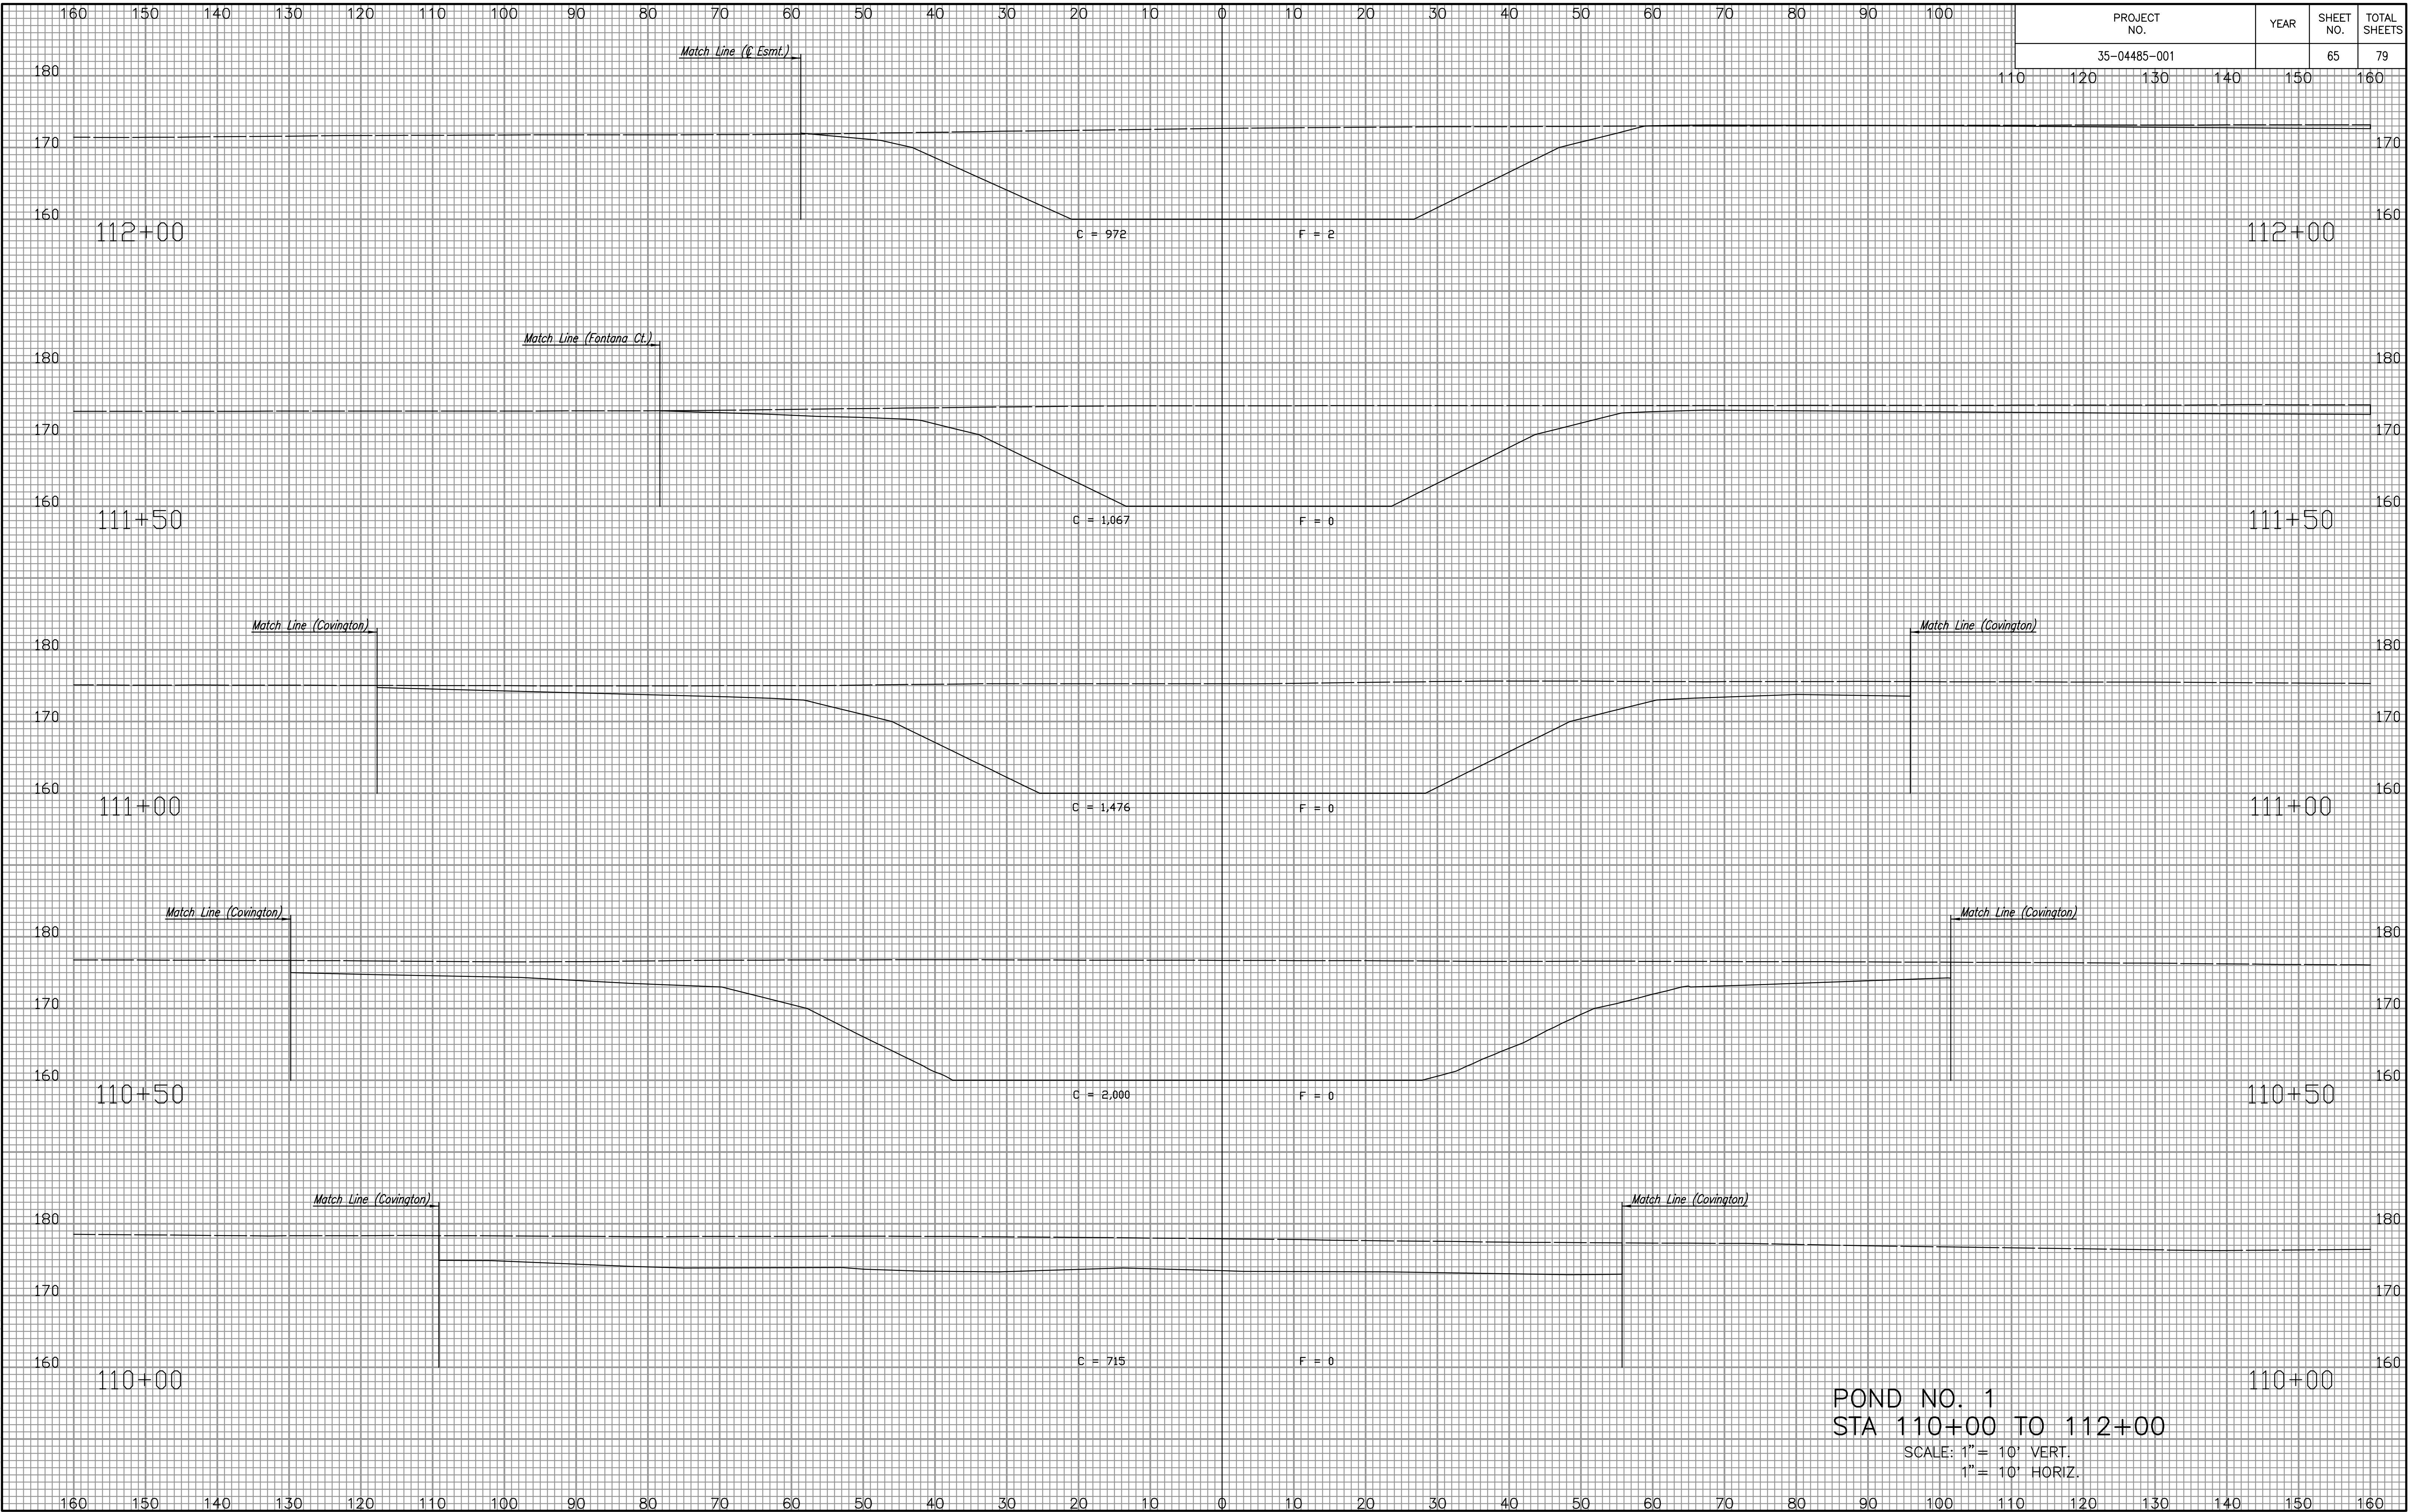 160 150 140 130 120 110 100 90 80 70 60 50 40 30 20 10 0 10 20 30 40 50 60 70 80 90 100
PROJECT NO. YEAR SHEET NO. TOTAL SHEETS
35-04485-001 65 79
110 120 130 140 150 160
Match Line (℄ Esmt.)
180
170 170
160 160
112+00 112+00
C = 972 F = 2
Match Line (Fontana Ct.)
180 180
170 170
160 160
111+50 111+50
C = 1,067 F = 0
Match Line (Covington) Match Line (Covington)
180 180
170 170
160 160
111+00 111+00
C = 1,476 F = 0
Match Line (Covington) Match Line (Covington)
180 180
170 170
160 160
110+50 110+50
C = 2,000 F = 0
Match Line (Covington) Match Line (Covington)
180 180
170 170
160 160
C = 715 F = 0
110+00 110+00
POND NO. 1
STA 110+00 TO 112+00
SCALE: 1"= 10' VERT.
1"= 10' HORIZ.
160 150 140 130 120 110 100 90 80 70 60 50 40 30 20 10 0 10 20 30 40 50 60 70 80 90 100 110 120 130 140 150 160